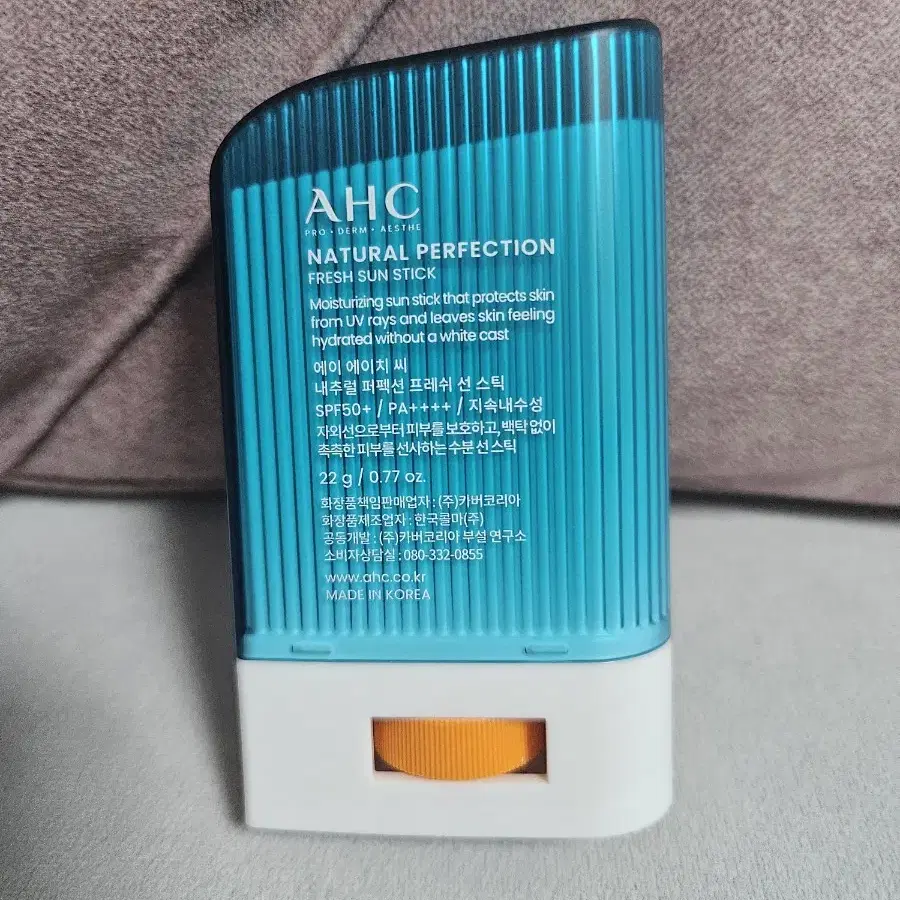 AHC
PRO • DERM • AESTHE
NATURAL PERFECTION
FRESH SUN STICK
Moisturizing sun stick that protects skin
from UV rays and leaves skin feeling
hydrated without a white cast
에이 에이치 씨
내추럴 퍼펙션 프레쉬 선 스틱
SPF50+ / PA++++ / 지속내수성
자외선으로부터 피부를 보호하고, 백탁 없이
촉촉한 피부를 선사하는 수분 선 스틱
22 g / 0.77 oz.
화장품책임판매업자 : (주)카버코리아
화장품제조업자 : 한국콜마(주)
공동개발 : (주)카버코리아 부설 연구소
소비자상담실 : 080-332-0855
www.ahc.co.kr
MADE IN KOREA